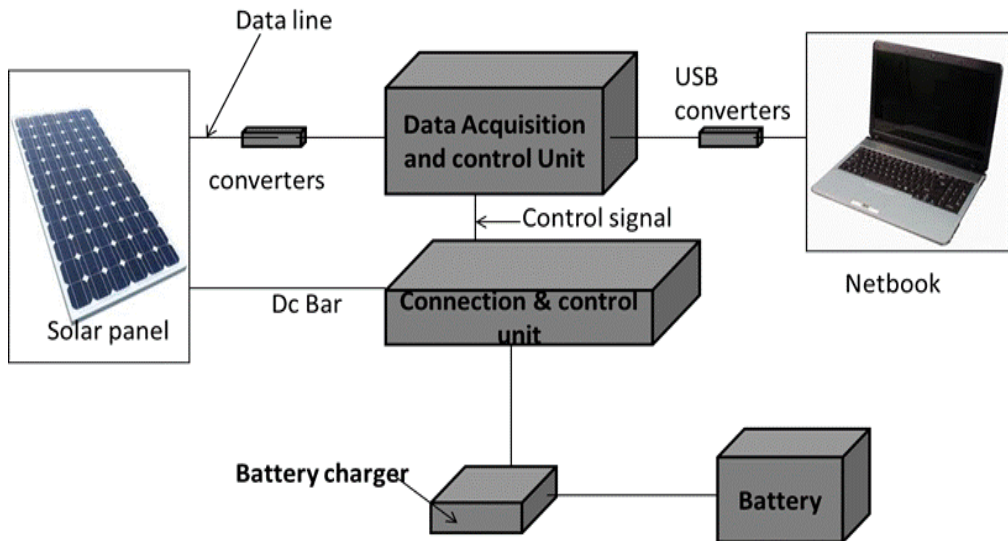 Data line
USB
converters
Data Acquisition
and control Unit
converters
Control signal
Netbook
Dc Bar
Connection & control
unit
Solar panel
Battery charger
Battery